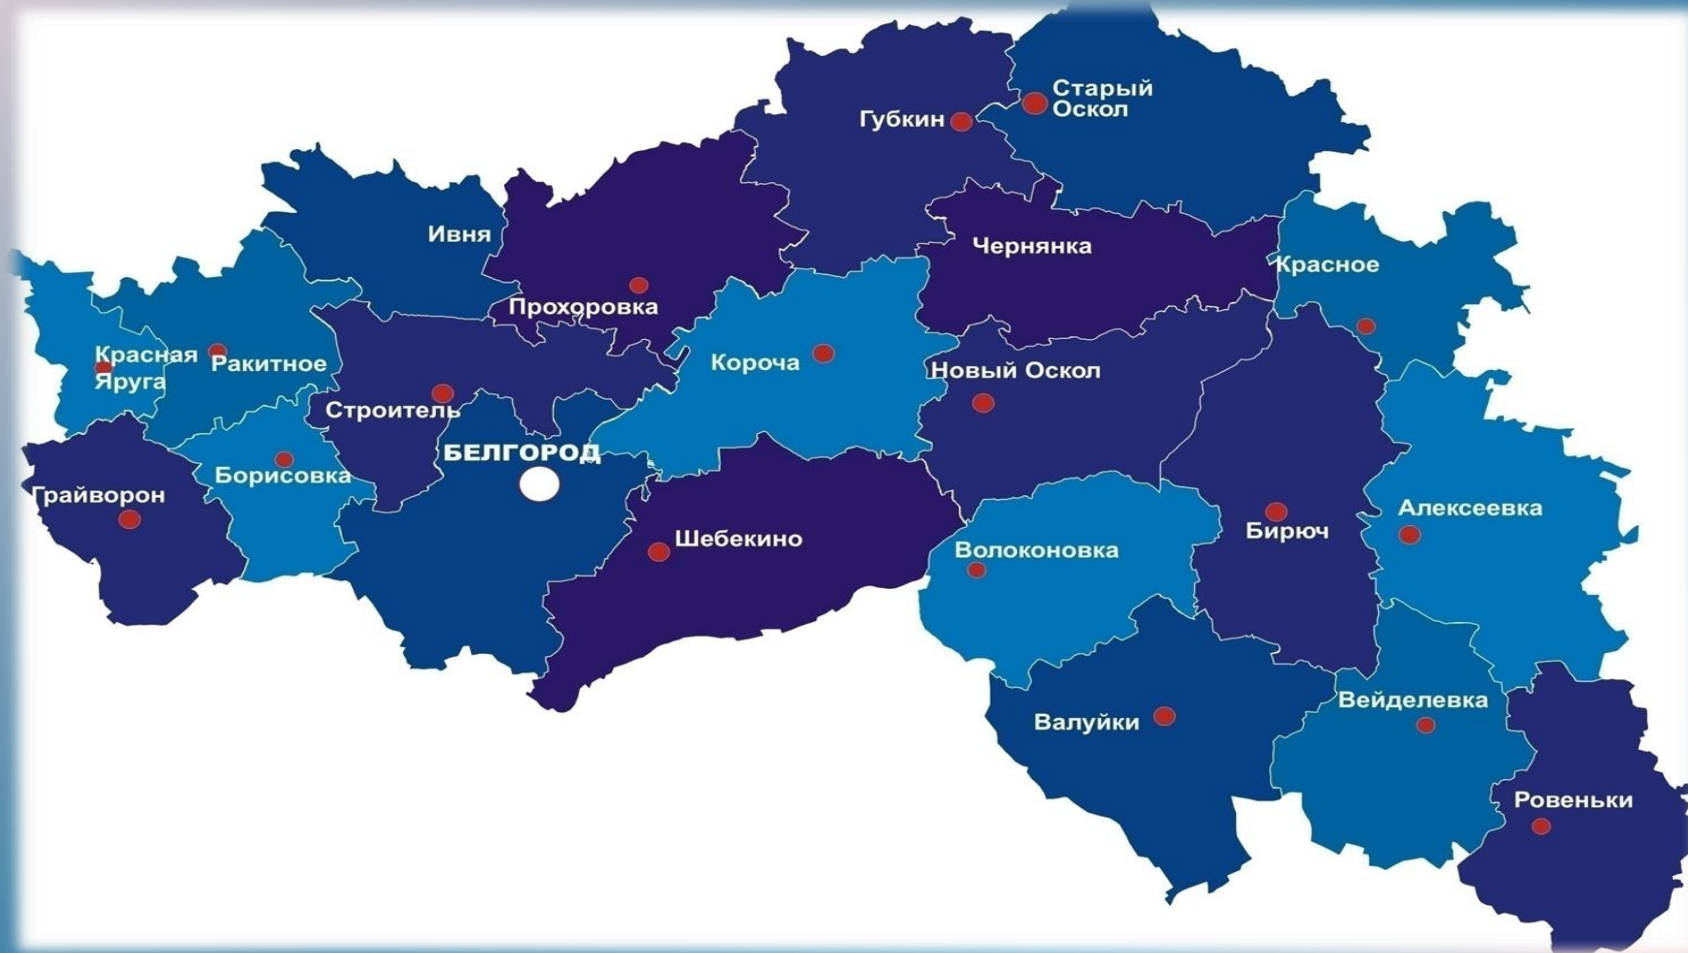 Старый
Оскол
Губкин
Ивня
Чернянка
Красное
Прохоровка
Красная
Яруга
Ракитное
Короча
Новый Оскол
Строитель
БЕЛГОРОД
Борисовка
Грайворон
Алексеевка
Бирюч
Шебекино
Волоконовка
Вейделевка
Валуйки
Ровеньки